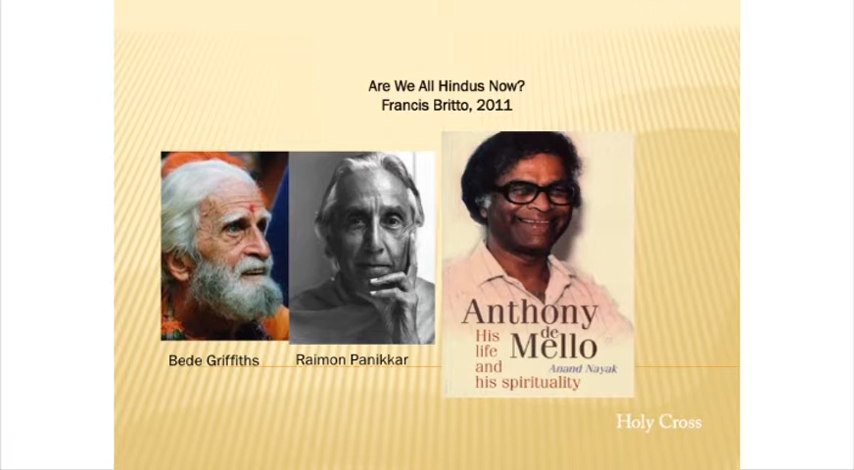 Are We All Hindus Now?
Francis Britto, 2011
Anthony
de
His
life
Mello
and
Anand Nayak
his spirituality
Bede Griffiths
Raimon Panikkar
Holy Cross